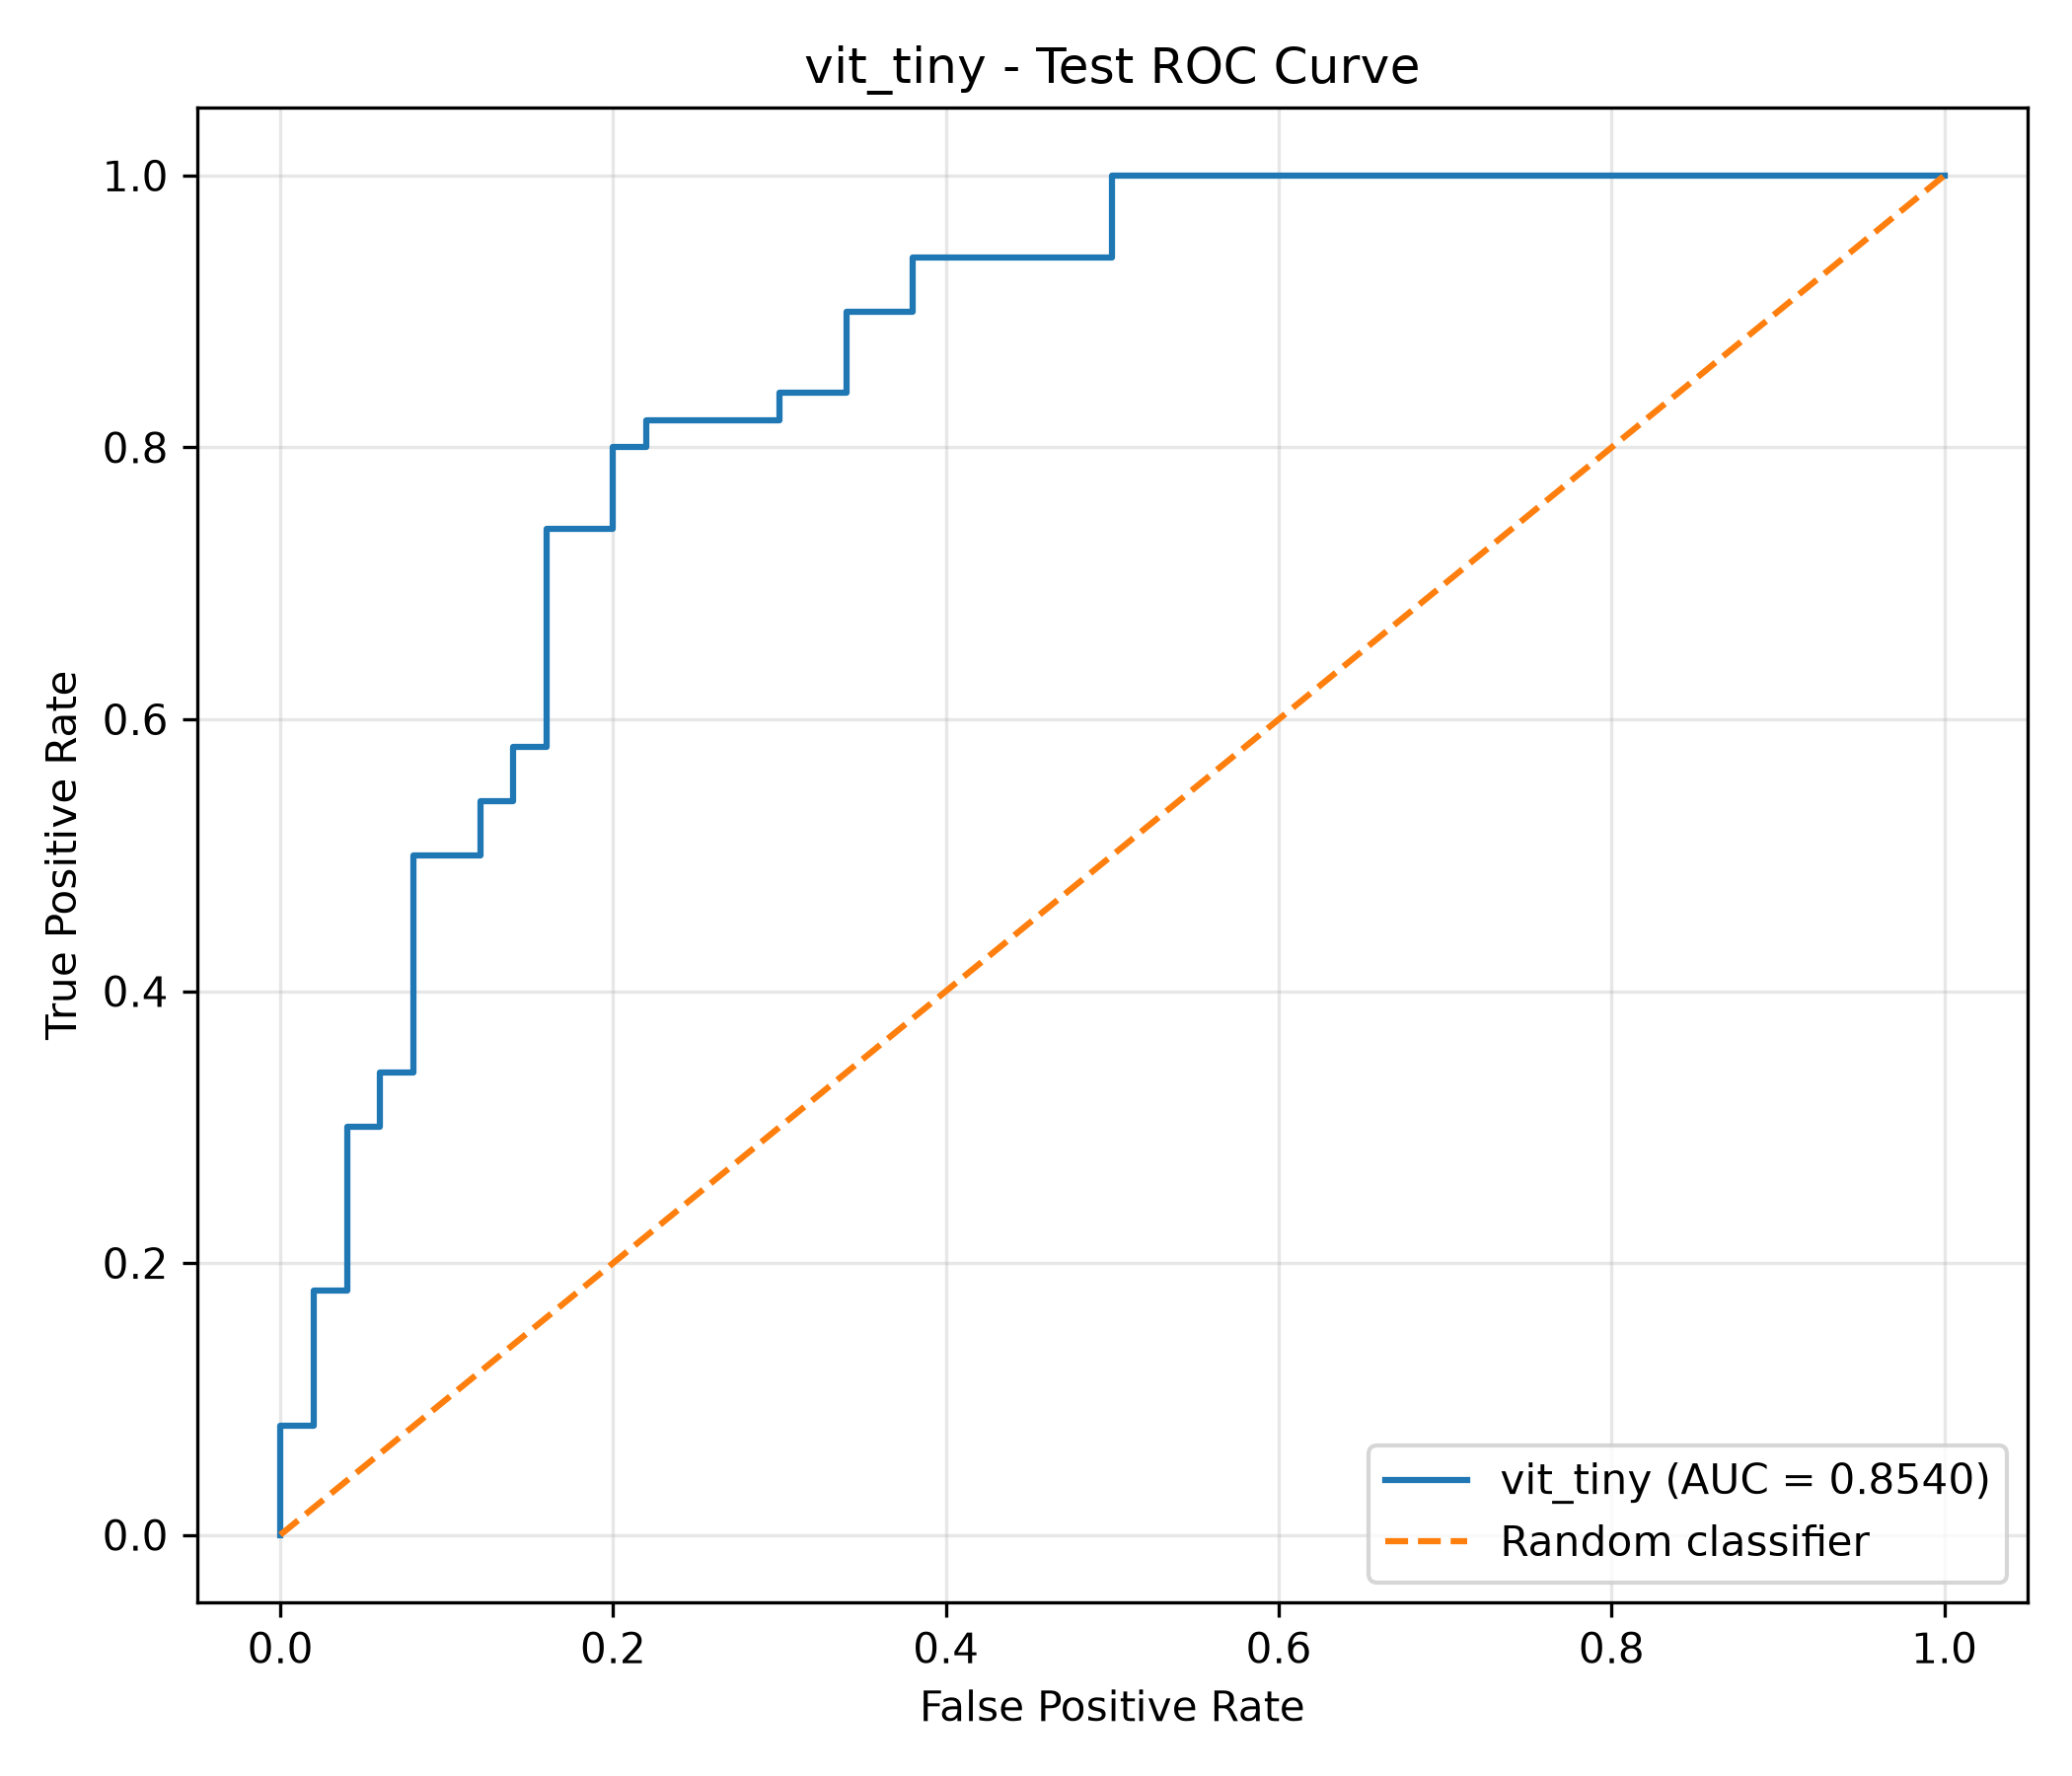 vit_tiny - Test ROC Curve
1.0
0.8
0.6
0.4
0.2
0.0
True Positive Rate
0.0 0.2 0.4 0.6 0.8 1.0
False Positive Rate
vit_tiny (AUC = 0.8540)
Random classifier